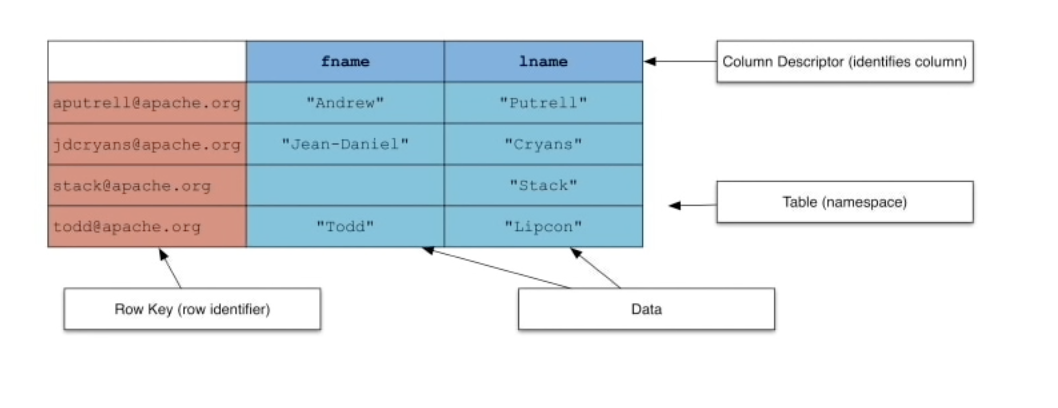 fname lname
Column Descriptor (identifies column)
aputrell@apache.org "Andrew" "Putrell"
jdcryans@apache.org "Jean-Daniel" "Cryans"
stack@apache.org "Stack"
Table (namespace)
todd@apache.org "Todd" "Lipcon"
Row Key (row identifier)
Data